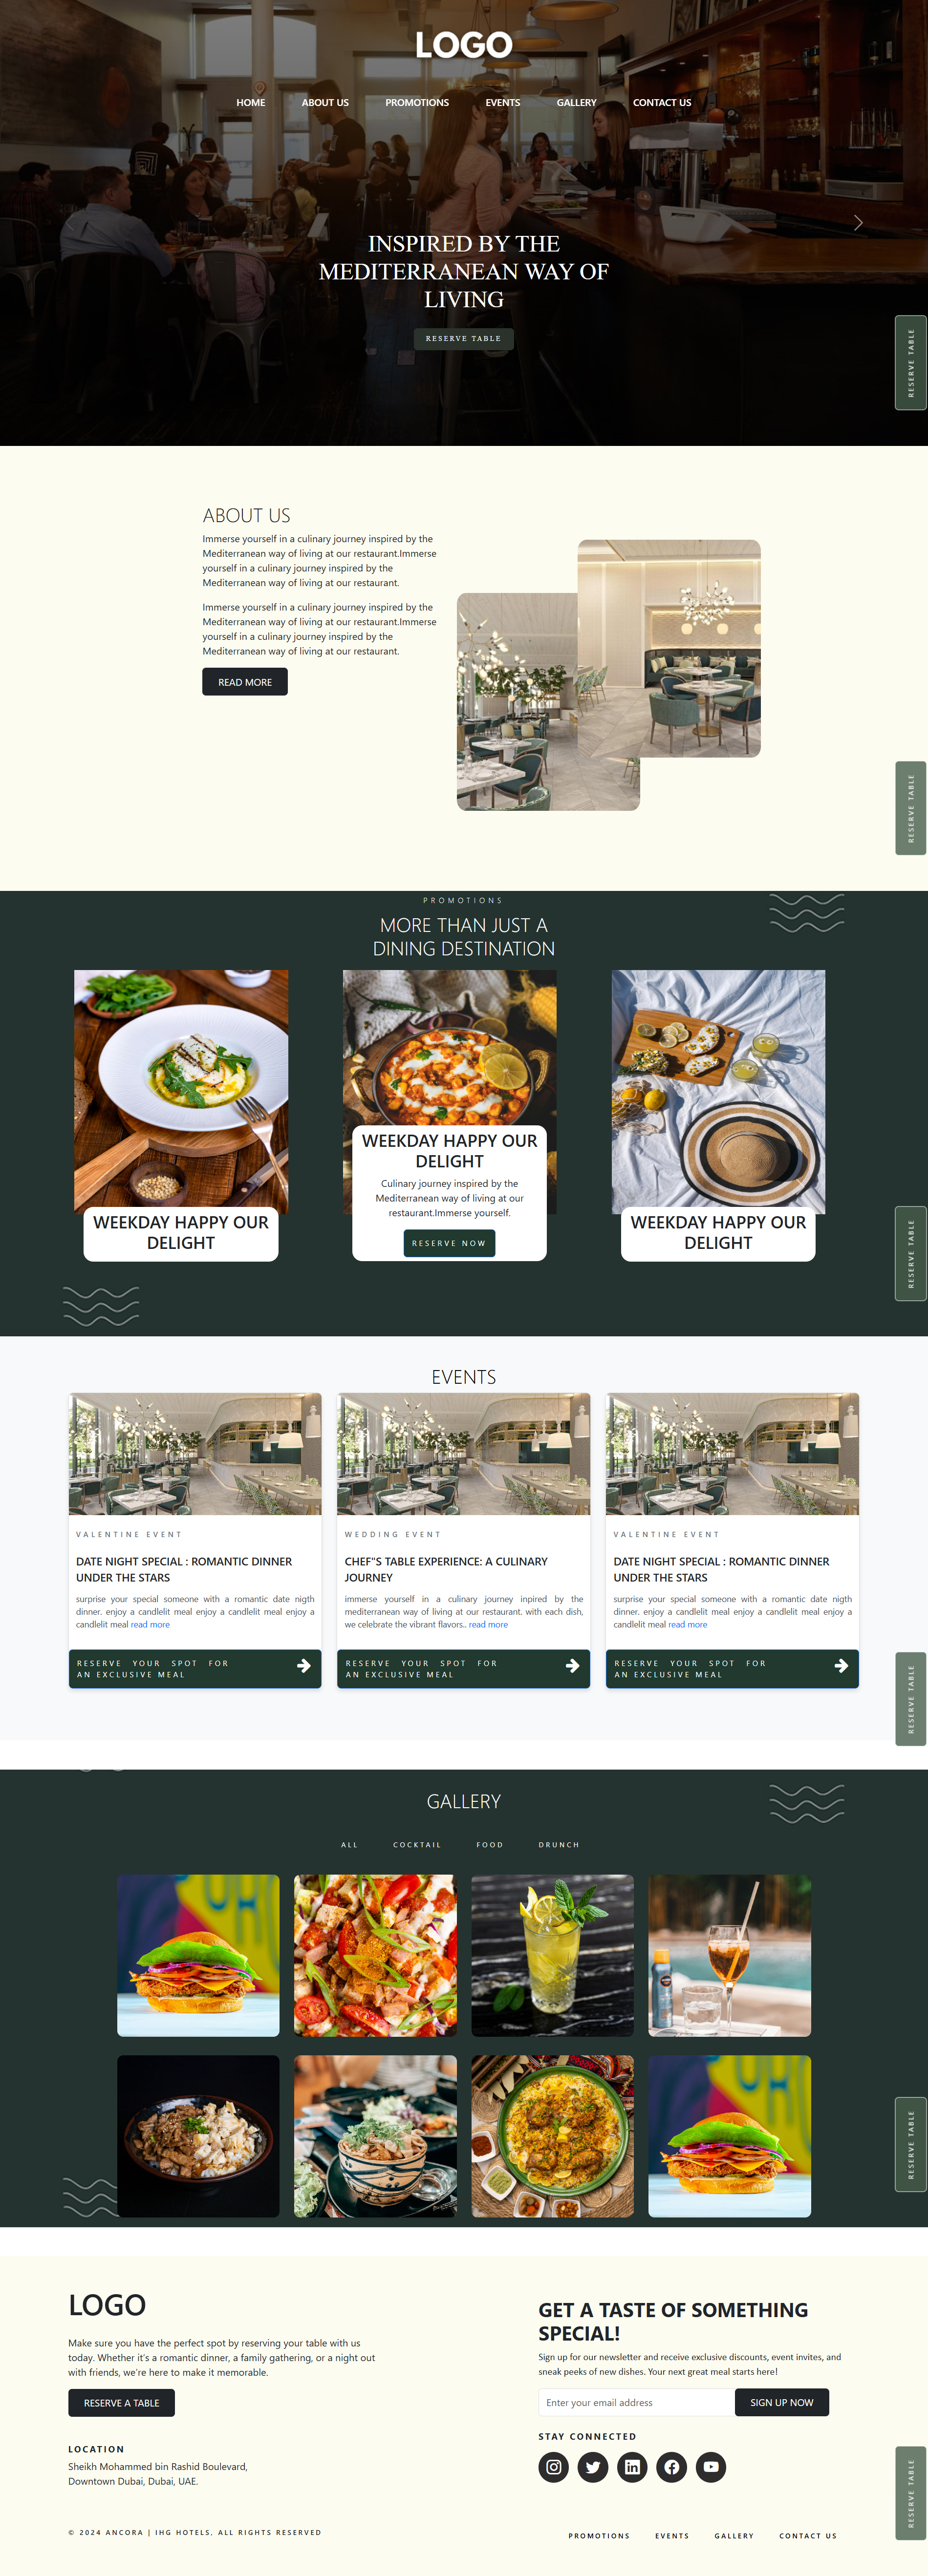 LOGO
HOME ABOUT US PROMOTIONS EVENTS GALLERY CONTACT US
INSPIRED BY THE
MEDITERRANEAN WAY OF
LIVING
RESERVE TABLE
RESERVE TABLE
ABOUT US
Immerse yourself in a culinary journey inspired by the
Mediterranean way of living at our restaurant.Immerse
yourself in a culinary journey inspired by the
Mediterranean way of living at our restaurant.
Immerse yourself in a culinary journey inspired by the
Mediterranean way of living at our restaurant.Immerse
yourself in a culinary journey inspired by the
Mediterranean way of living at our restaurant.
READ MORE
RESERVE TABLE
PROMOTIONS
MORE THAN JUST A
DINING DESTINATION
WEEKDAY HAPPY OUR
DELIGHT
WEEKDAY HAPPY OUR
DELIGHT
Culinary journey inspired by the
Mediterranean way of living at our
restaurant.Immerse yourself.
RESERVE NOW
WEEKDAY HAPPY OUR
DELIGHT
RESERVE TABLE
EVENTS
VALENTINE EVENT
DATE NIGHT SPECIAL : ROMANTIC DINNER
UNDER THE STARS
surprise your special someone with a romantic date nigth
dinner. enjoy a candlelit meal enjoy a candlelit meal enjoy a
candlelit meal read more
RESERVE YOUR SPOT FOR
AN EXCLUSIVE MEAL
WEDDING EVENT
CHEF"S TABLE EXPERIENCE: A CULINARY
JOURNEY
immerse yourself in a culinary journey inpired by the
mediterranean way of living at our restaurant. with each dish,
we celebrate the vibrant flavors.. read more
RESERVE YOUR SPOT FOR
AN EXCLUSIVE MEAL
VALENTINE EVENT
DATE NIGHT SPECIAL : ROMANTIC DINNER
UNDER THE STARS
surprise your special someone with a romantic date nigth
dinner. enjoy a candlelit meal enjoy a candlelit meal enjoy a
candlelit meal read more
RESERVE YOUR SPOT FOR
AN EXCLUSIVE MEAL
RESERVE TABLE
GALLERY
ALL COCKTAIL FOOD DRUNCH
RESERVE TABLE
LOGO
Make sure you have the perfect spot by reserving your table with us
today. Whether it's a romantic dinner, a family gathering, or a night out
with friends, we're here to make it memorable.
RESERVE A TABLE
LOCATION
Sheikh Mohammed bin Rashid Boulevard,
Downtown Dubai, Dubai, UAE.
GET A TASTE OF SOMETHING
SPECIAL!
Sign up for our newsletter and receive exclusive discounts, event invites, and
sneak peeks of new dishes. Your next great meal starts here!
Enter your email address
SIGN UP NOW
STAY CONNECTED
RESERVE TABLE
© 2024 ANCORA | IHG HOTELS, ALL RIGHTS RESERVED
PROMOTIONS EVENTS GALLERY CONTACT US